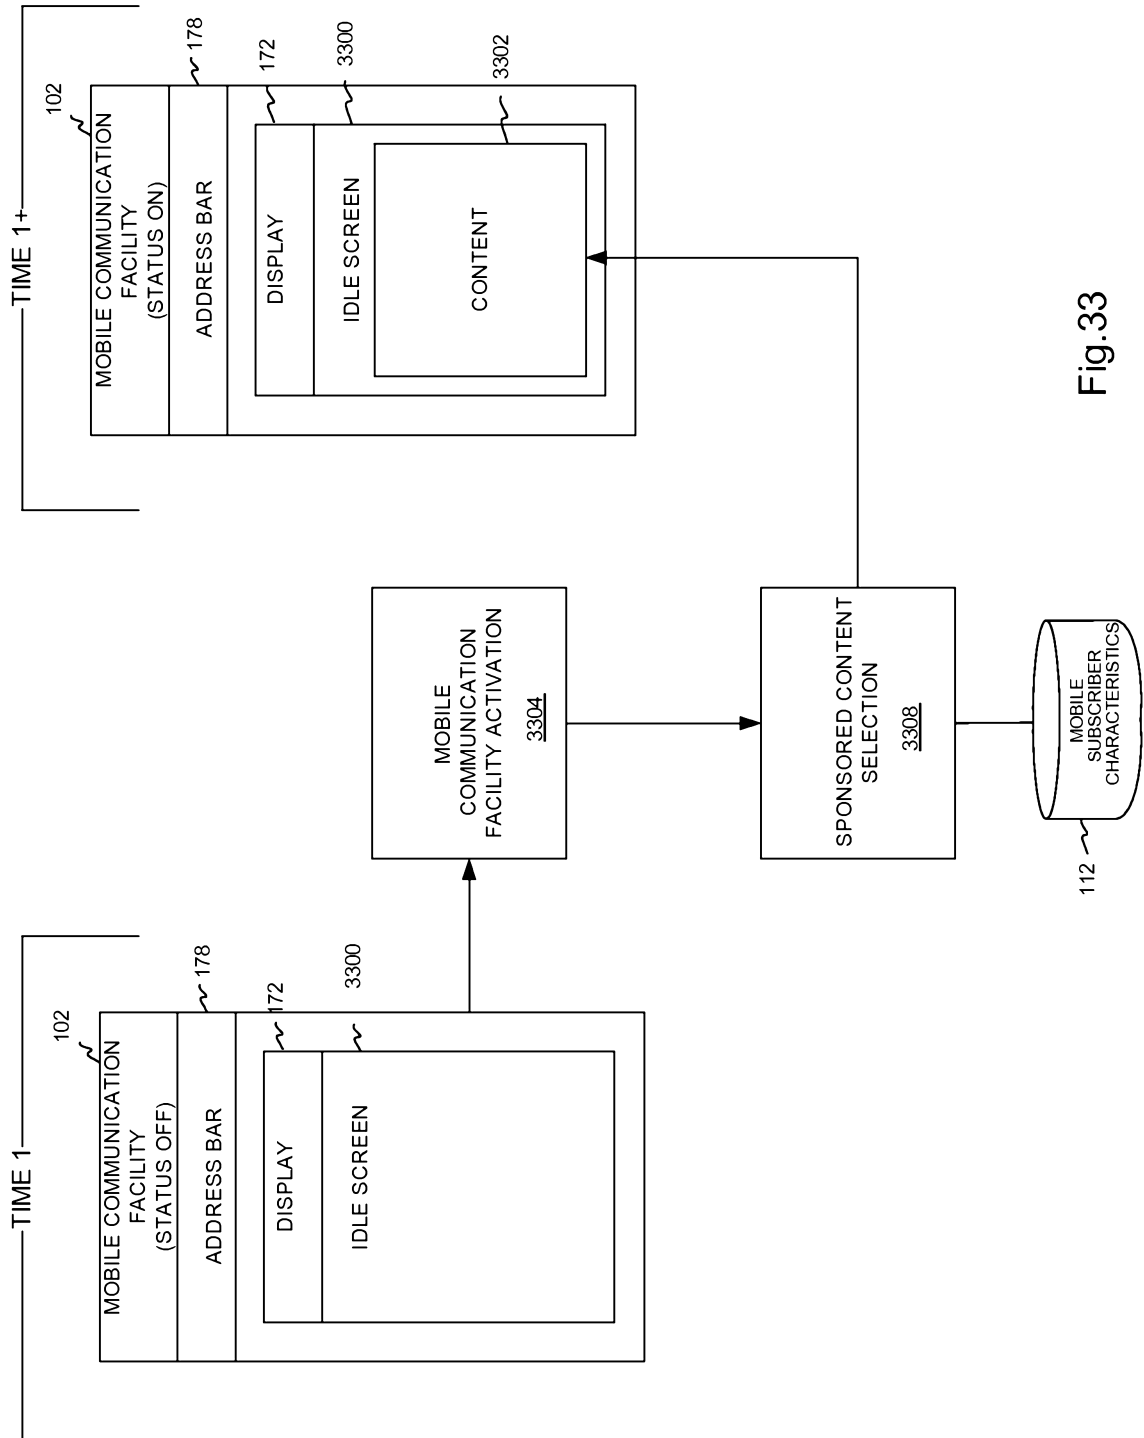 TIME 1
102
MOBILE COMMUNICATION
FACILITY
(STATUS OFF)
178
ADDRESS BAR
172
DISPLAY
3300
IDLE SCREEN
MOBILE
COMMUNICATION
FACILITY ACTIVATION
3304
SPONSORED CONTENT
SELECTION
3308
112
MOBILE
SUBSCRIBER
CHARACTERISTICS
TIME 1+
102
MOBILE COMMUNICATION
FACILITY
(STATUS ON)
178
ADDRESS BAR
172
DISPLAY
3300
IDLE SCREEN
3302
CONTENT
Fig.33